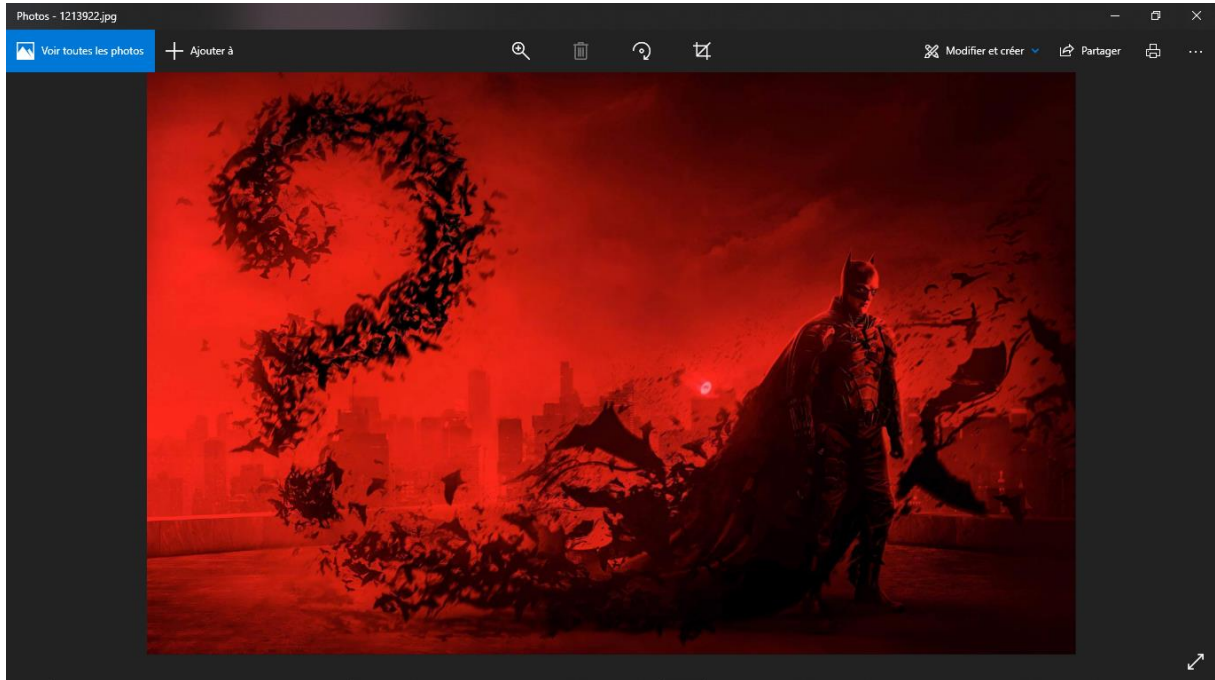 Photos - 1213922.jpg
Voir toutes les photos
Ajouter à
Modifier et créer
Partager